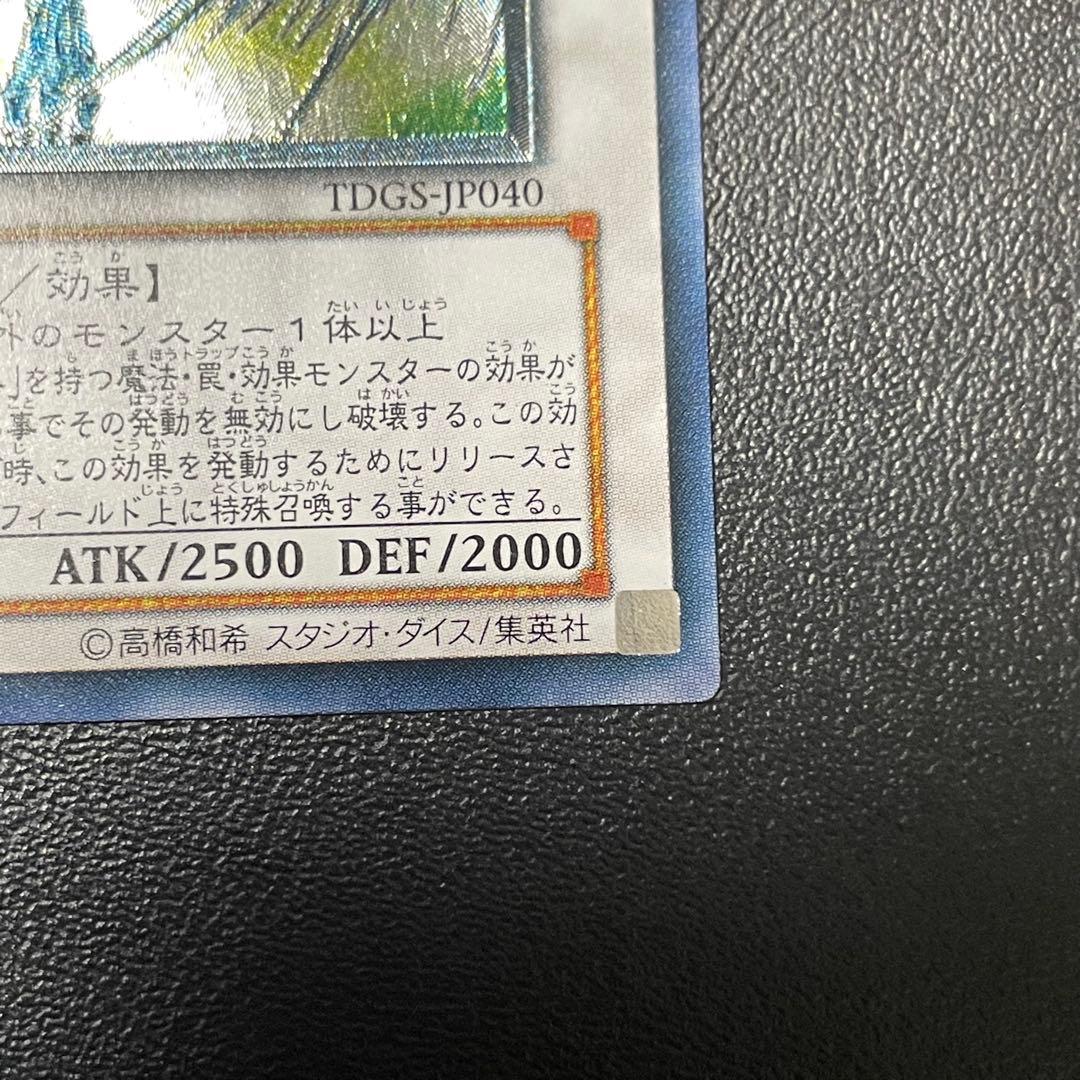 TDGS-JP040
／効果】
外のモンスター1体以上
」を持つ魔法・罠・効果モンスターの効果が
事でその発動を無効にし破壊する。この効
時、この効果を発動するためにリリースさ
フィールド上に特殊召喚する事ができる。
ATK/2500 DEF/2000
©高橋和希 スタジオ・ダイス/集英社